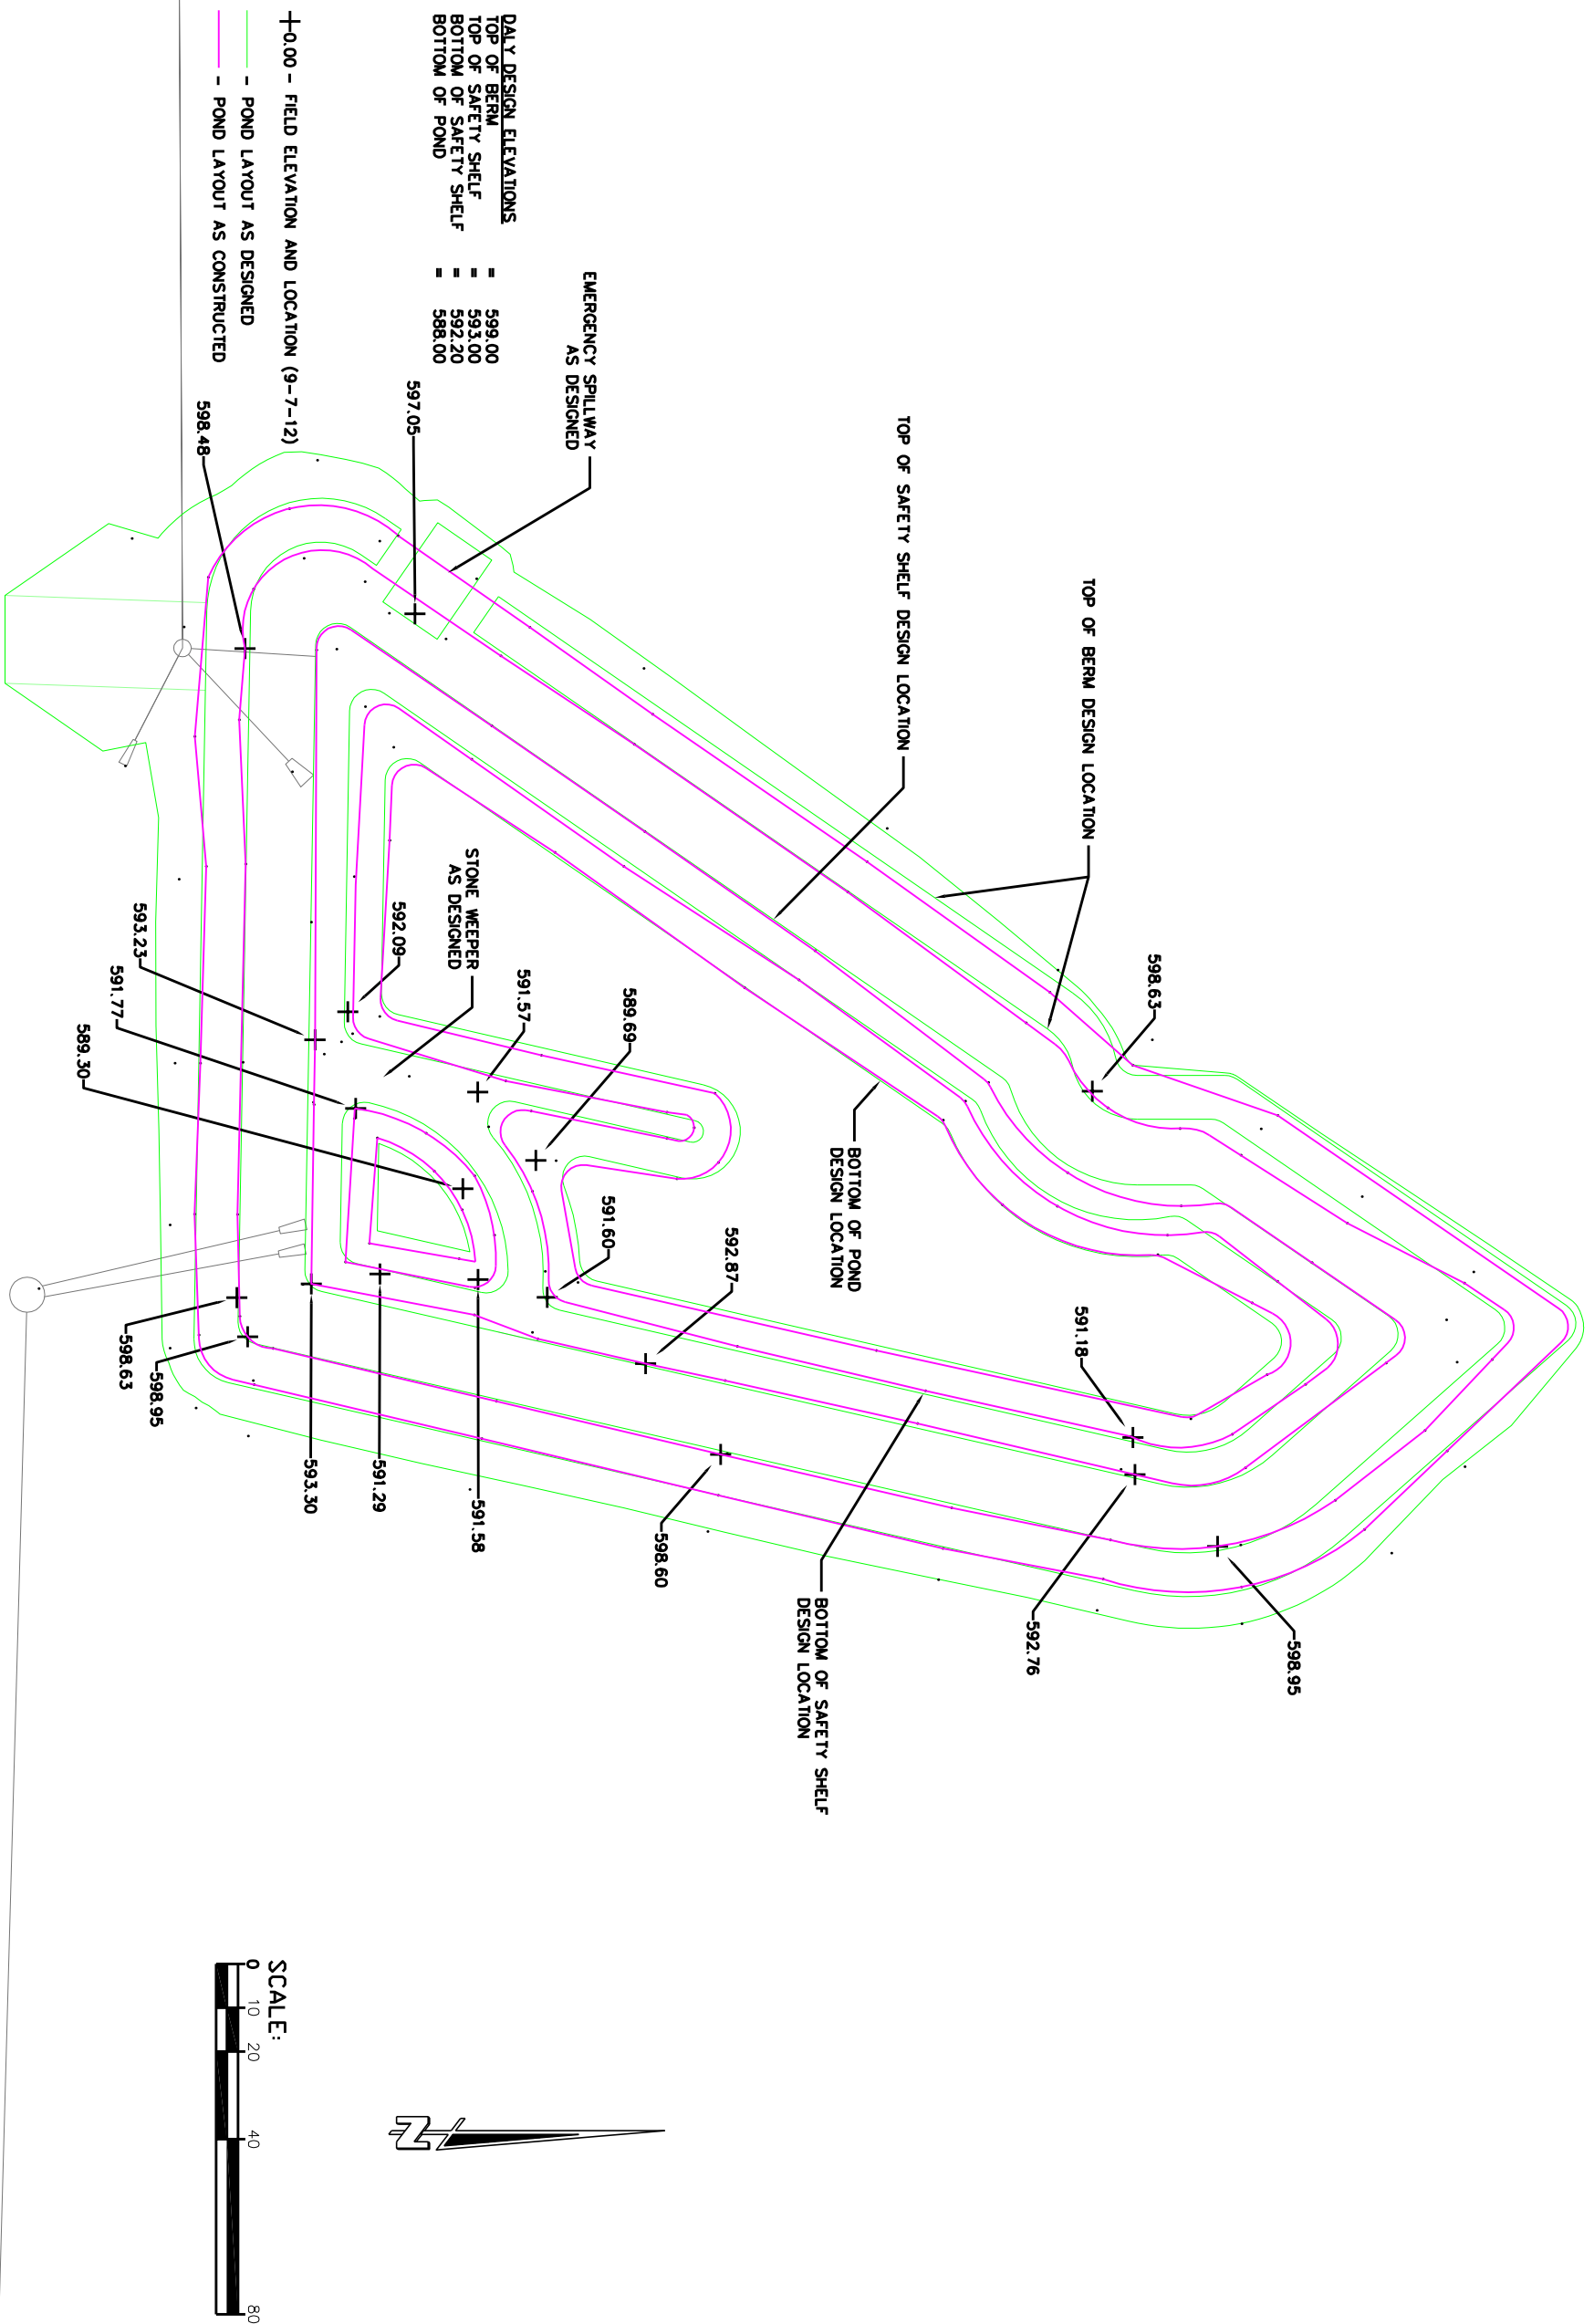 DALY DESIGN ELEVATIONS
TOP OF BERM = 599.00
TOP OF SAFETY SHELF = 593.00
BOTTOM OF SAFETY SHELF = 592.20
BOTTOM OF POND = 588.00
+0.00 - FIELD ELEVATION AND LOCATION (9-7-12)
- POND LAYOUT AS DESIGNED
- POND LAYOUT AS CONSTRUCTED
EMERGENCY SPILLWAY
AS DESIGNED
597.05
598.48
TOP OF SAFETY SHELF DESIGN LOCATION
TOP OF BERM DESIGN LOCATION
598.63
STONE WEEPER
AS DESIGNED
592.09
593.23
591.77
589.30
591.57
589.69
BOTTOM OF POND
DESIGN LOCATION
591.60
592.87
591.18
598.63
598.95
593.30
591.29
591.58
598.60
BOTTOM OF SAFETY SHELF
DESIGN LOCATION
592.76
598.95
SCALE:
0 10 20 40 80
N